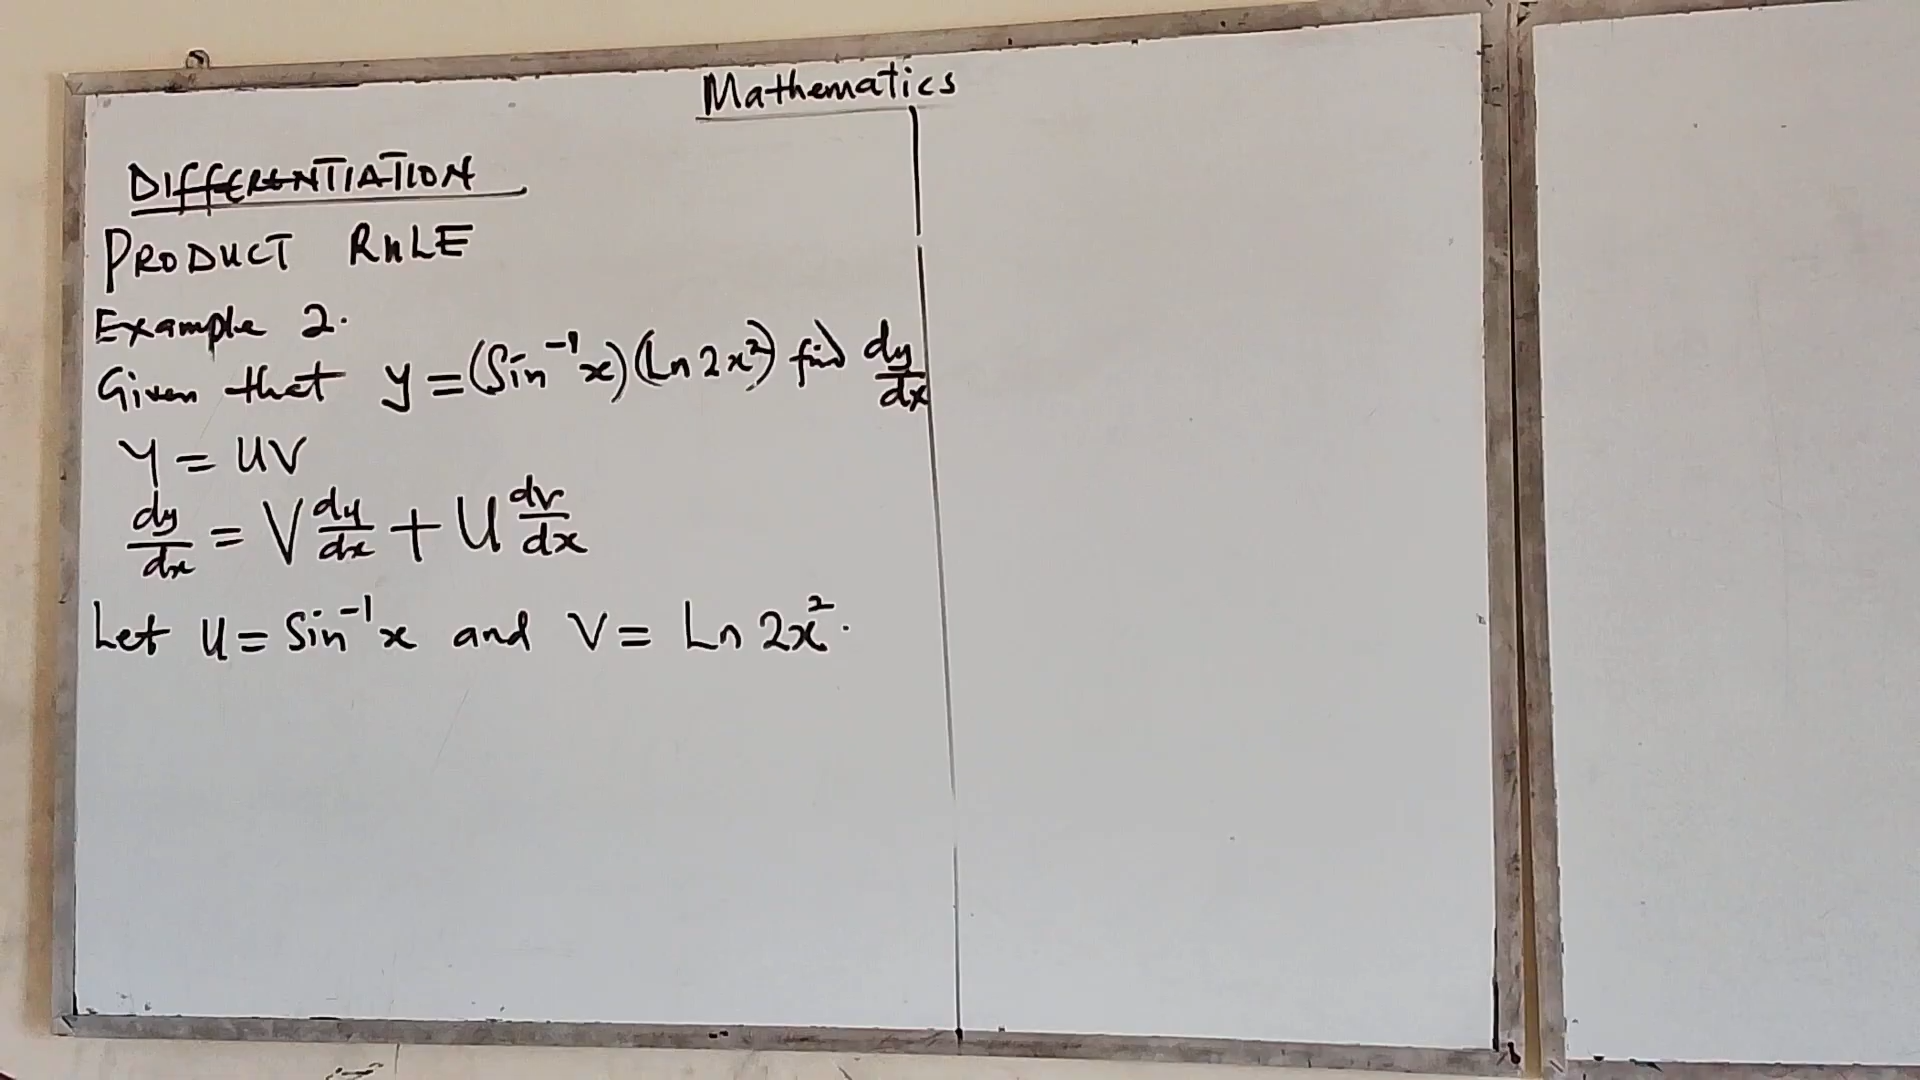 Mathematics
DIFFERENTIATION
PRODUCT RULE
Example 2.
Given that y = (Sin⁻¹x)(Ln 2x²) find dy/dx
Y = UV
dy/dx = V du/dx + U dv/dx
Let U = Sin⁻¹x and V = Ln 2x².